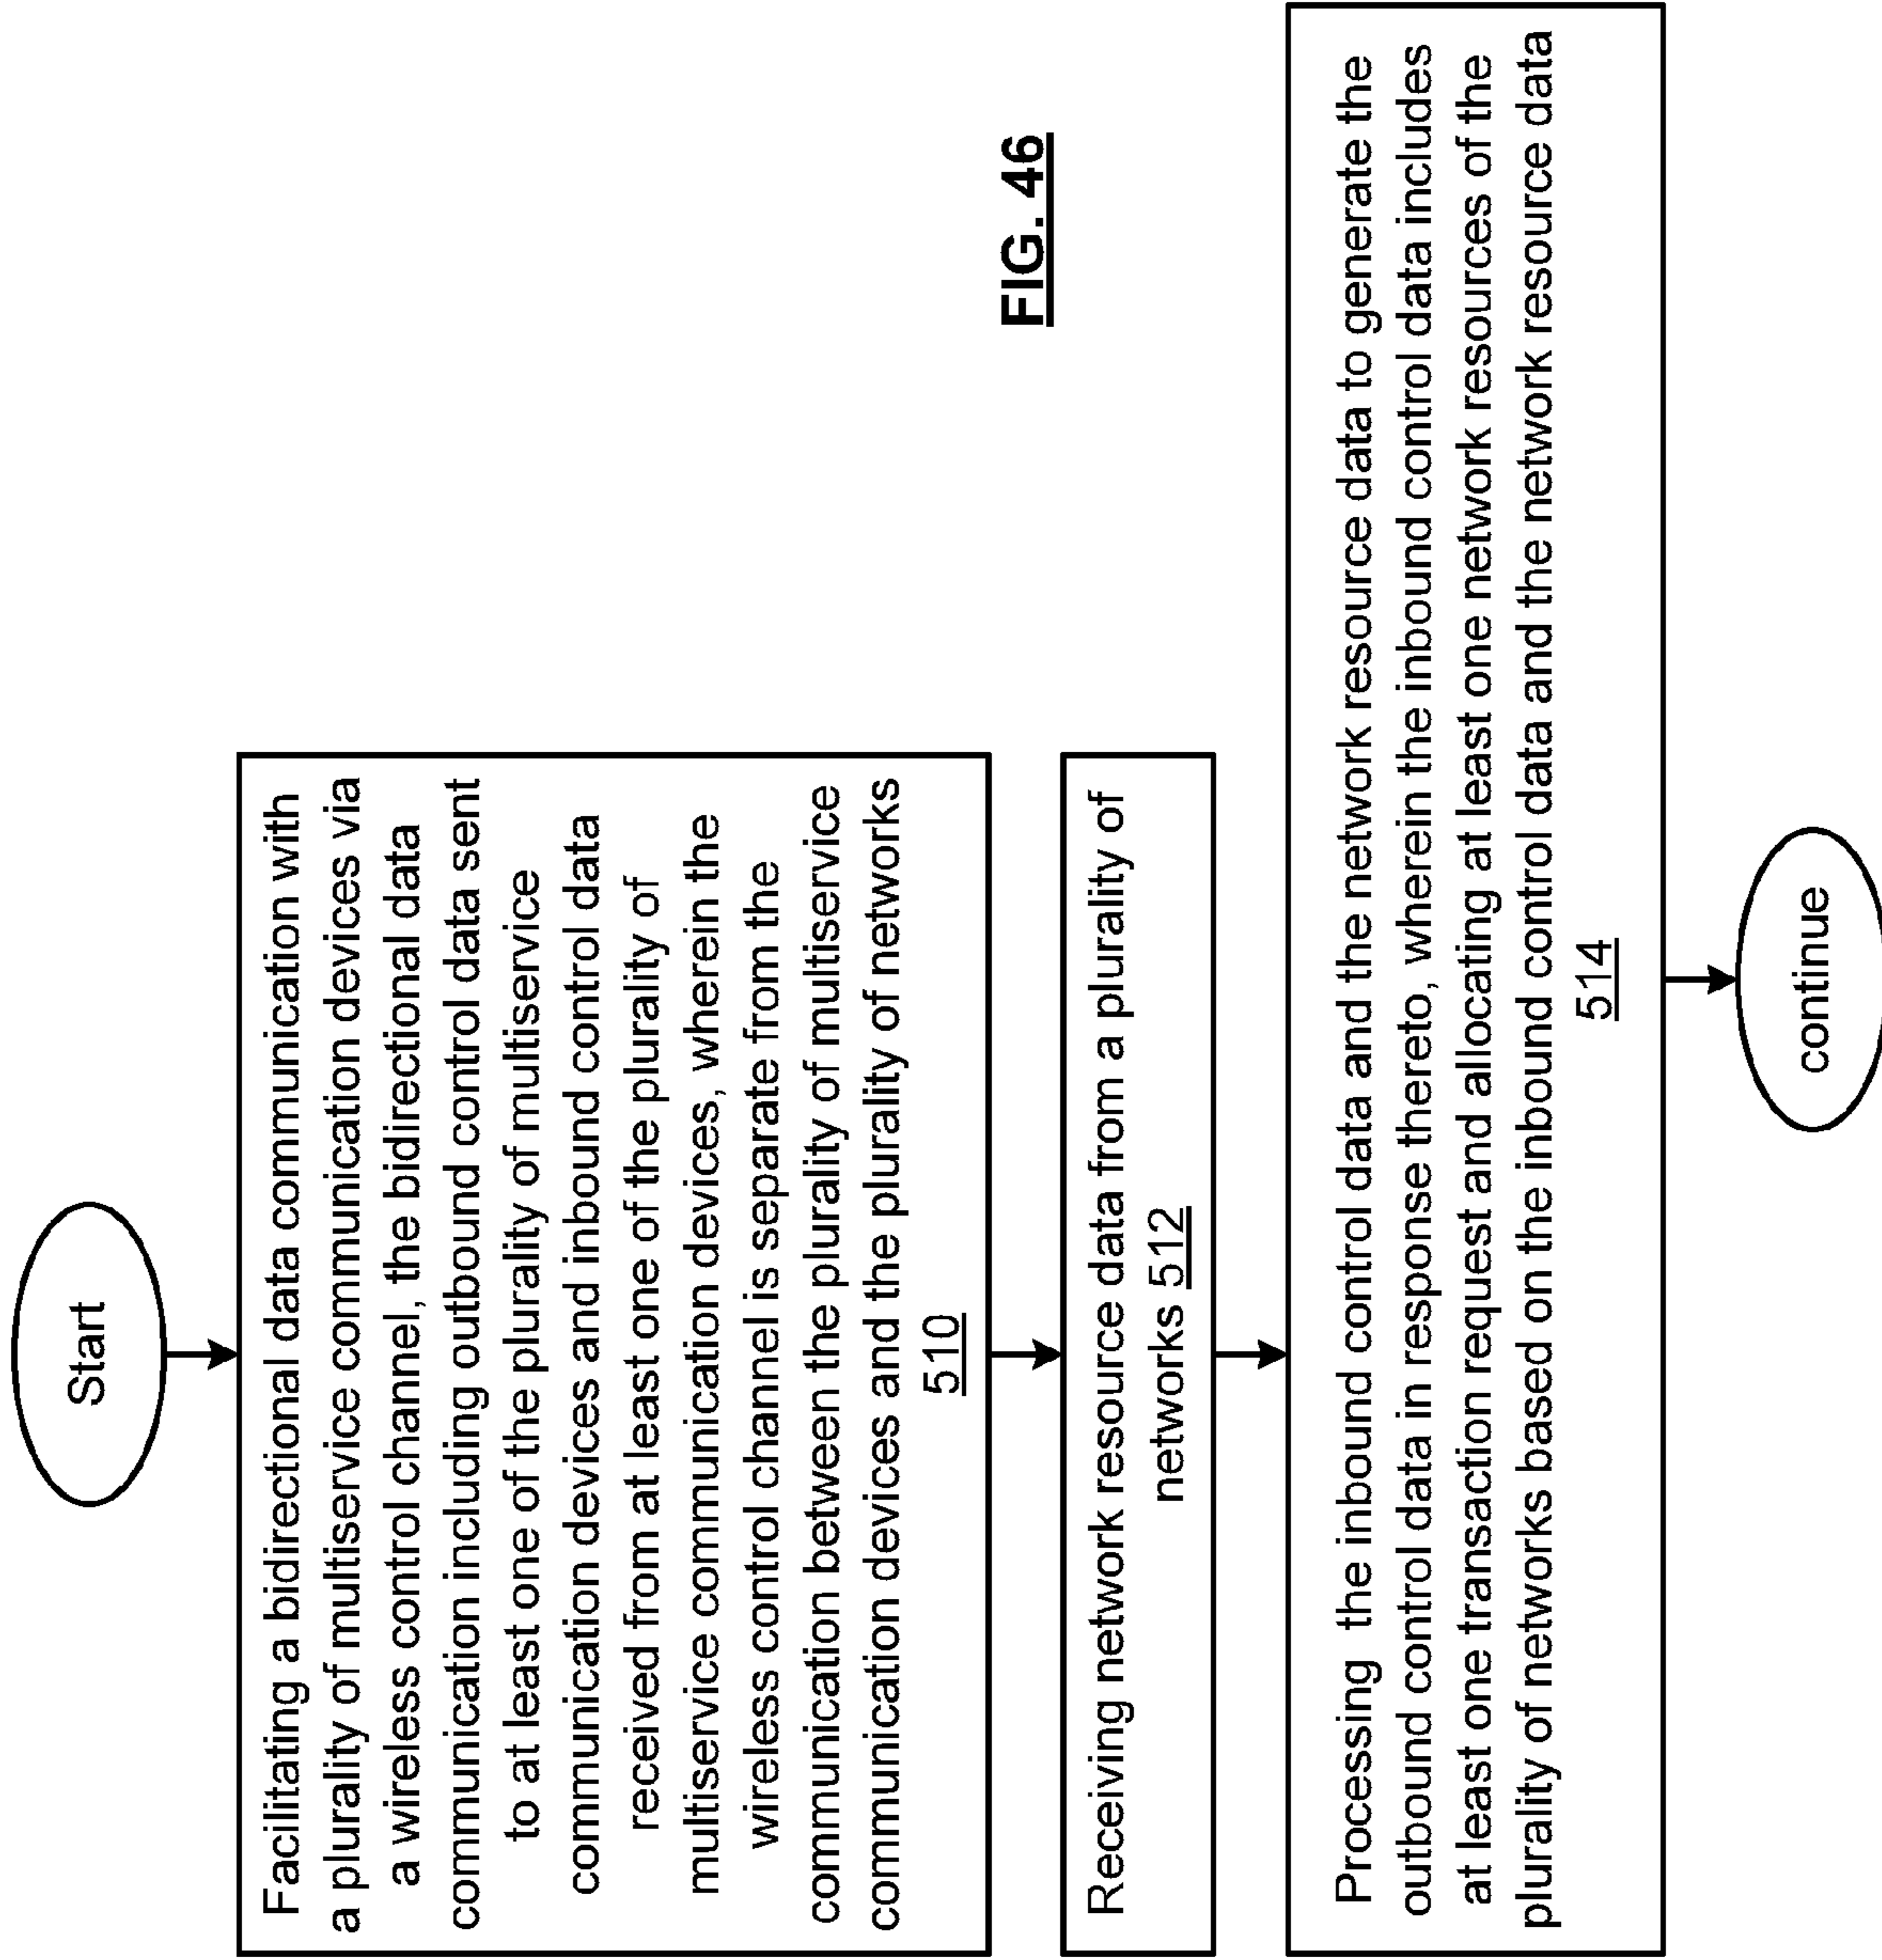 Start
Facilitating a bidirectional data communication with
a plurality of multiservice communication devices via
a wireless control channel, the bidirectional data
communication including outbound control data sent
to at least one of the plurality of multiservice
communication devices and inbound control data
received from at least one of the plurality of
multiservice communication devices, wherein the
wireless control channel is separate from the
communication between the plurality of multiservice
communication devices and the plurality of networks
510
Receiving network resource data from a plurality of
networks 512
Processing the inbound control data and the network resource data to generate the
outbound control data in response thereto, wherein the inbound control data includes
at least one transaction request and allocating at least one network resources of the
plurality of networks based on the inbound control data and the network resource data
514
continue
FIG. 46